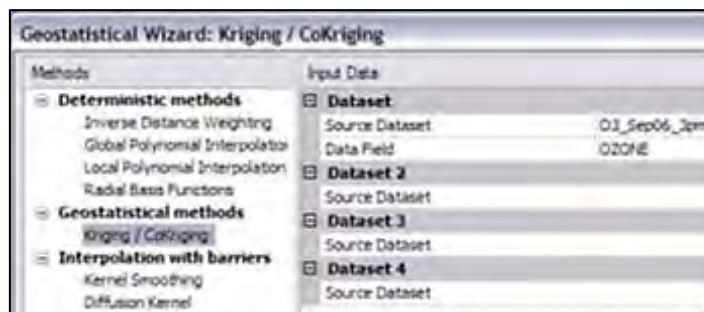 Geostatistical Wizard: Kriging / CoKriging
Methods
Deterministic methods
Inverse Distance Weighting
Global Polynomial Interpolatio
Local Polynomial Interpolation
Radial Basis Functions
Geostatistical methods
Kriging / CoKriging
Interpolation with barriers
Kernel Smoothing
Diffusion Kernel
Input Data
Dataset
Source Dataset O3_Sep06_3pm
Data Field OZONE
Dataset 2
Source Dataset
Dataset 3
Source Dataset
Dataset 4
Source Dataset